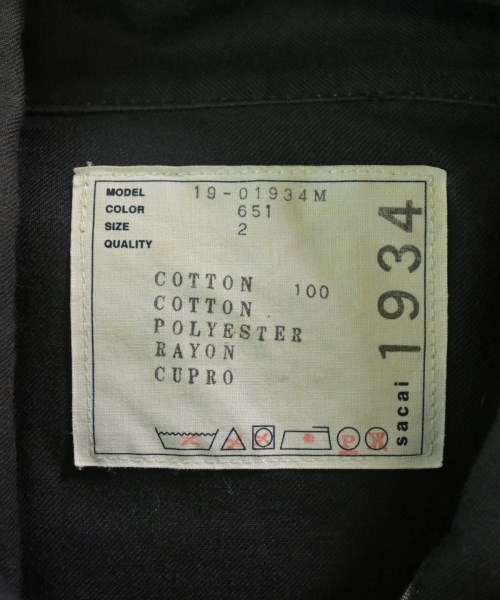 MODEL 19-01934M
COLOR 651
SIZE 2
QUALITY
COTTON 100
COTTON
POLYESTER
RAYON
CUPRO
P W
sacai 1934